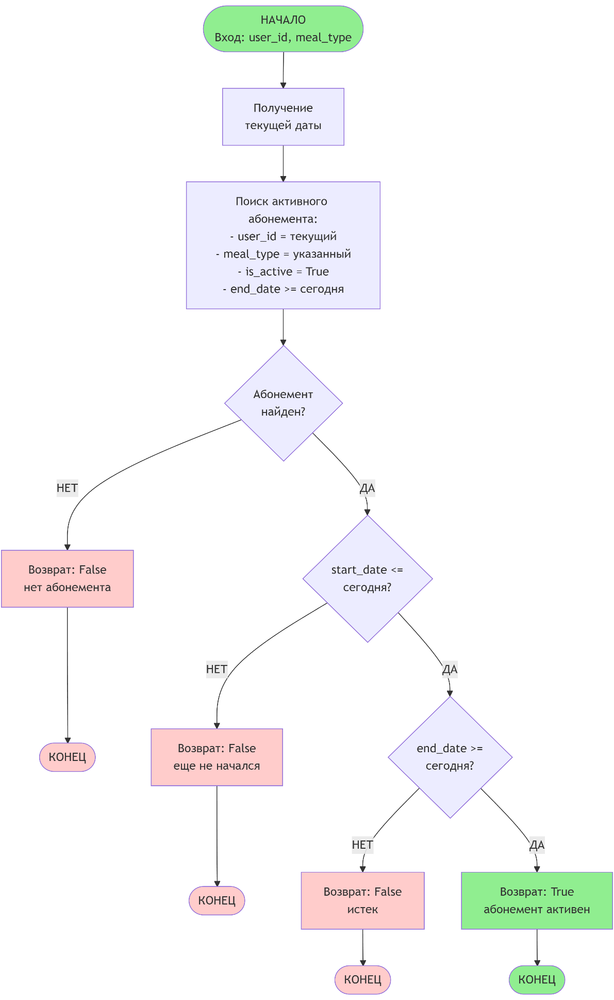 НАЧАЛО
Вход: user_id, meal_type
Получение
текущей даты
Поиск активного
абонемента:
- user_id = текущий
- meal_type = указанный
- is_active = True
- end_date >= сегодня
Абонемент
найден?
НЕТ
ДА
Возврат: False
нет абонемента
start_date <=
сегодня?
НЕТ
ДА
КОНЕЦ
Возврат: False
еще не начался
end_date >=
сегодня?
НЕТ
ДА
КОНЕЦ
Возврат: False
истек
Возврат: True
абонемент активен
КОНЕЦ
КОНЕЦ